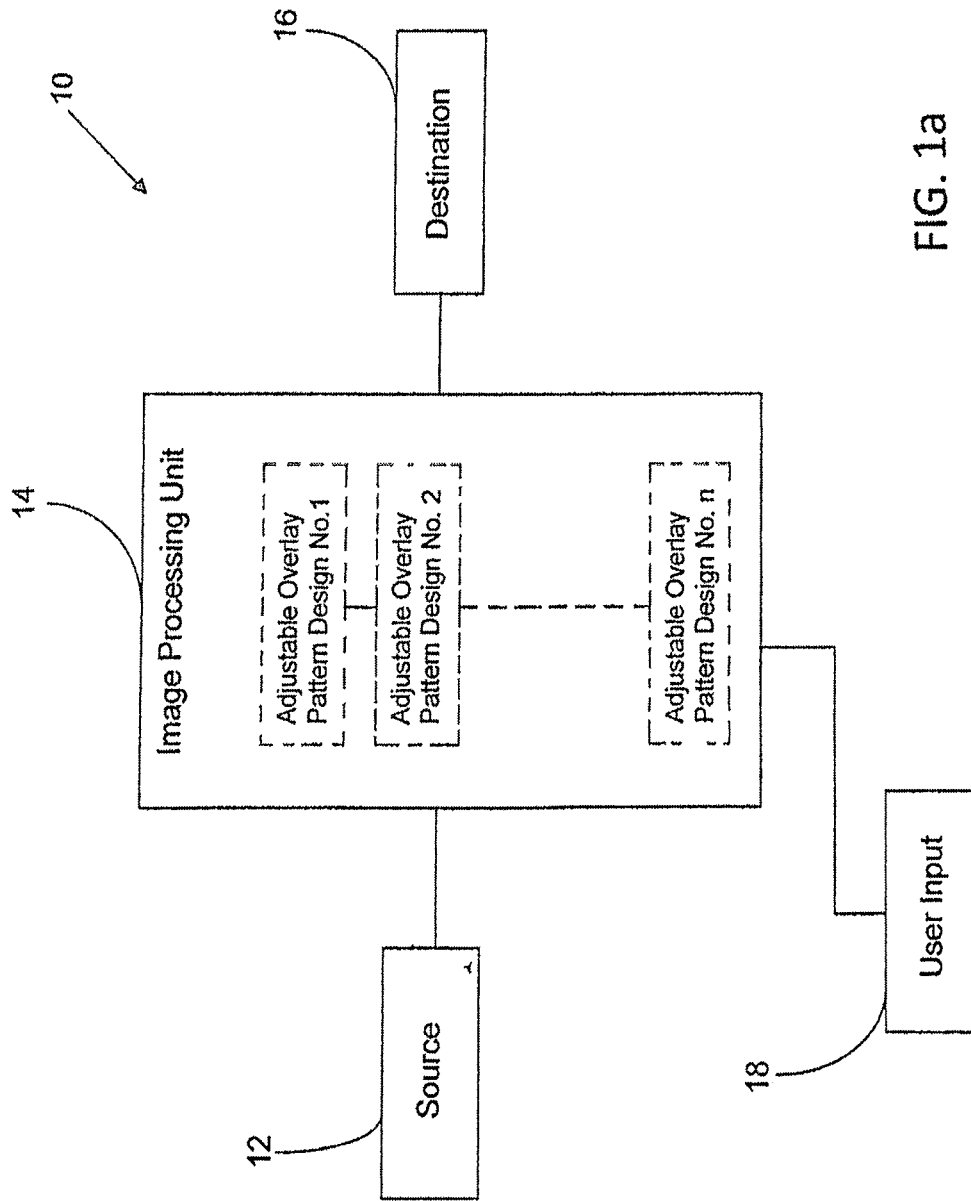 10
14
16
Image Processing Unit
Adjustable Overlay
Pattern Design No.1
Adjustable Overlay
Pattern Design No. 2
Adjustable Overlay
Pattern Design No. n
12
Source
Destination
18
User Input
FIG. 1a